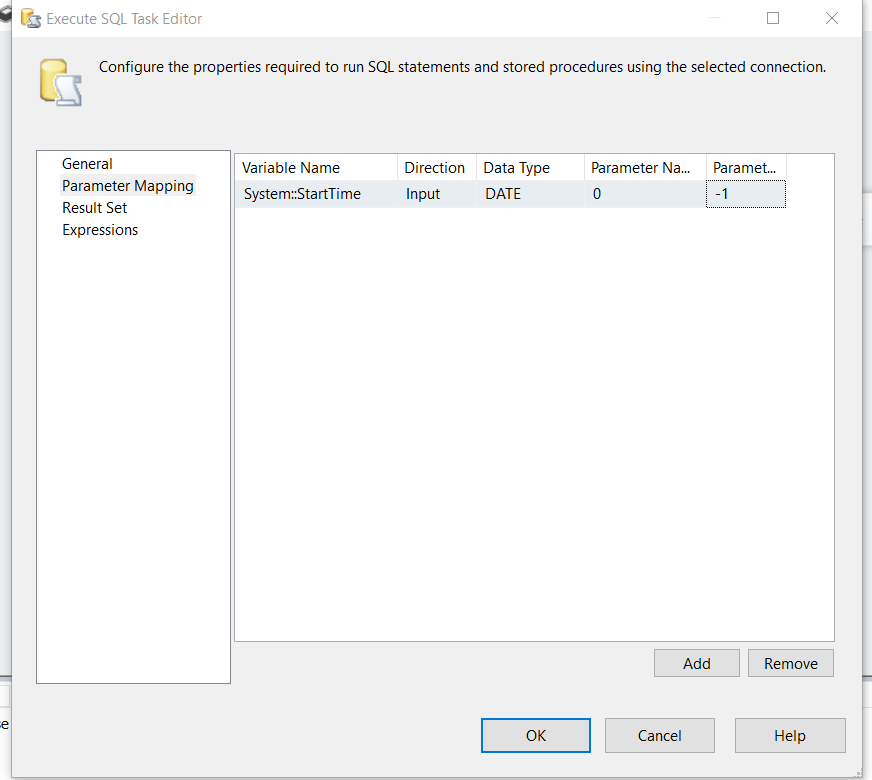 Execute SQL Task Editor
Configure the properties required to run SQL statements and stored procedures using the selected connection.
General
Parameter Mapping
Result Set
Expressions
Variable Name Direction Data Type Parameter Na... Paramet...
System::StartTime Input DATE 0 -1
Add Remove
se
OK Cancel Help